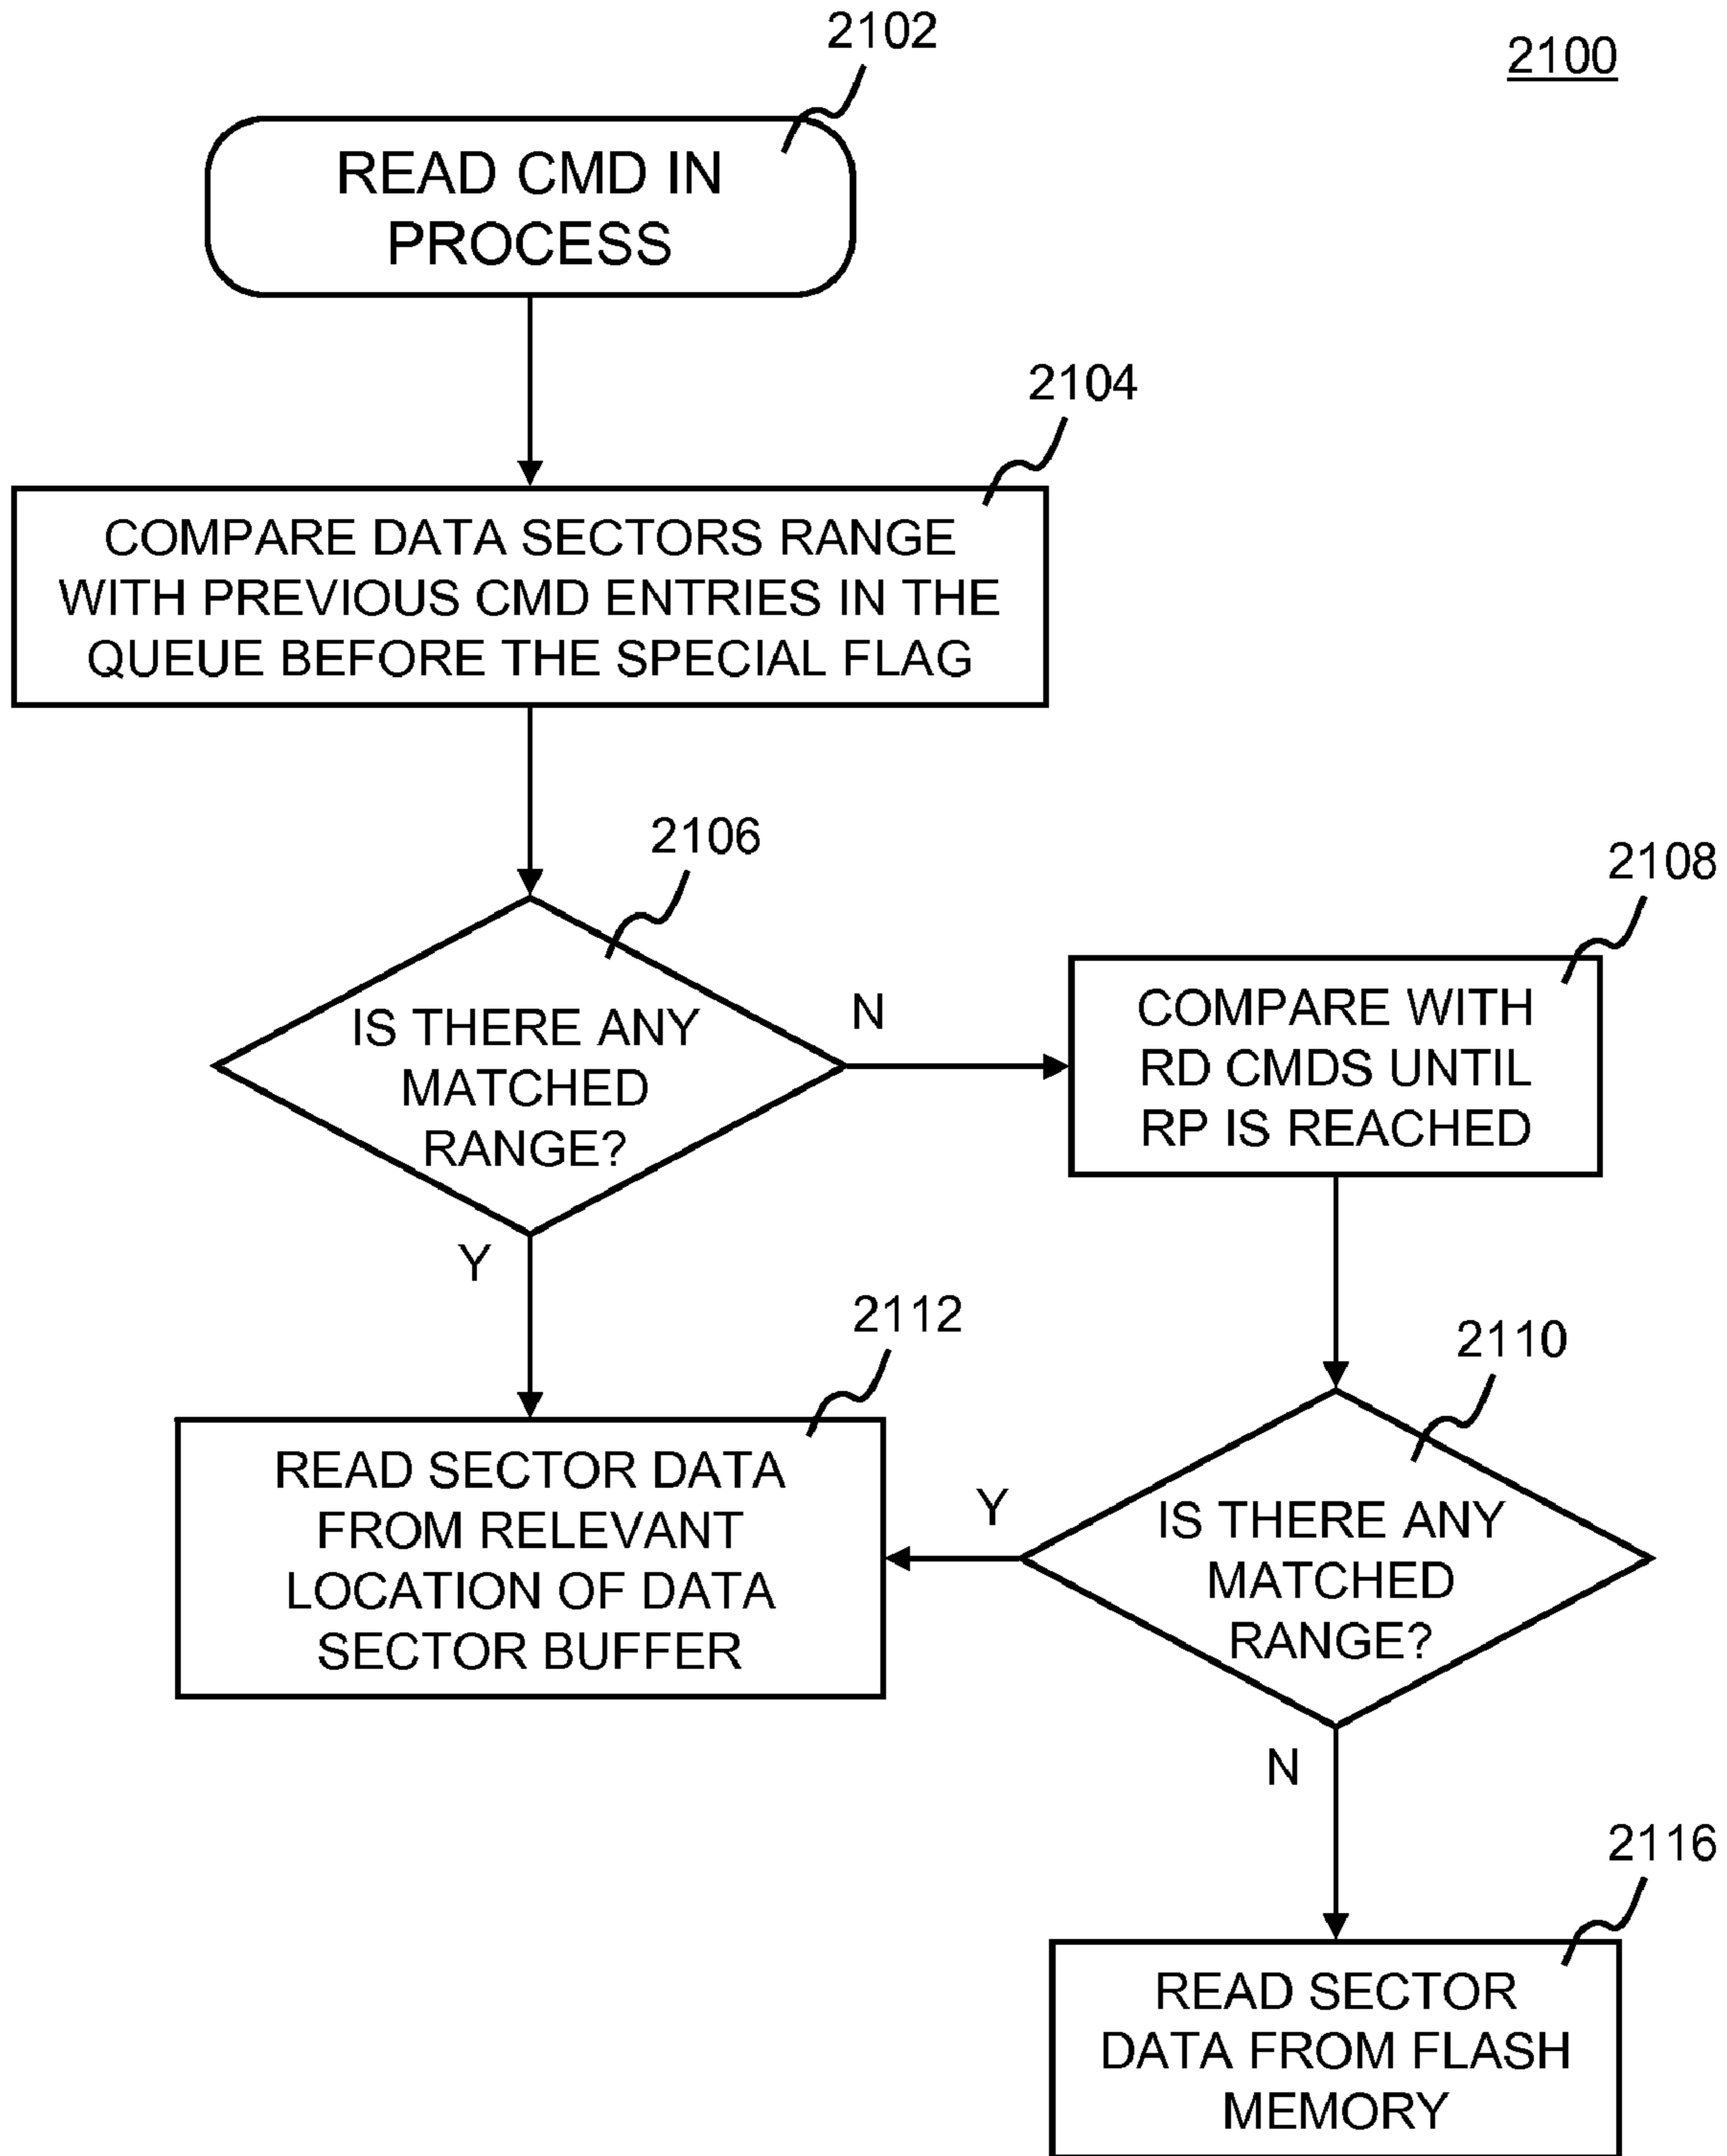 2102
2100
READ CMD IN
PROCESS
2104
COMPARE DATA SECTORS RANGE
WITH PREVIOUS CMD ENTRIES IN THE
QUEUE BEFORE THE SPECIAL FLAG
2106
2108
IS THERE ANY
MATCHED
RANGE?
N
COMPARE WITH
RD CMDS UNTIL
RP IS REACHED
Y
2112
2110
READ SECTOR DATA
FROM RELEVANT
LOCATION OF DATA
SECTOR BUFFER
Y
IS THERE ANY
MATCHED
RANGE?
N
2116
READ SECTOR
DATA FROM FLASH
MEMORY